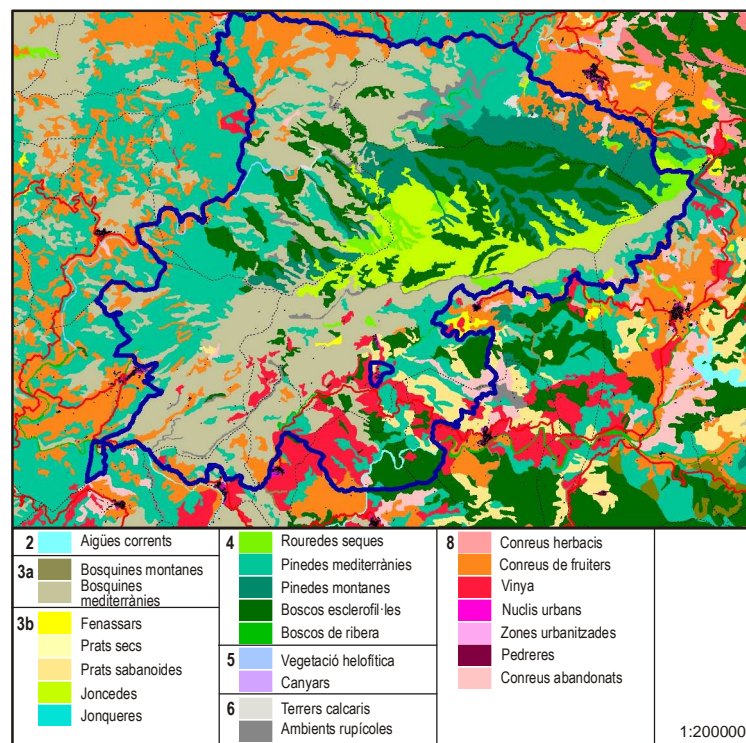 2 Aigües corrents
3a Bosquines montanes
Bosquines
mediterrànies
3b Fenassars
Prats secs
Prats sabanoides
Joncedes
Jonqueres
4 Rouredes seques
Pinedes mediterrànies
Pinedes montanes
Boscos esclerofil·les
Boscos de ribera
5 Vegetació helofítica
Canyars
6 Terrers calcaris
Ambients rupícoles
8 Conreus herbacis
Conreus de fruiters
Vinya
Nuclis urbans
Zones urbanitzades
Pedreres
Conreus abandonats
1:200000